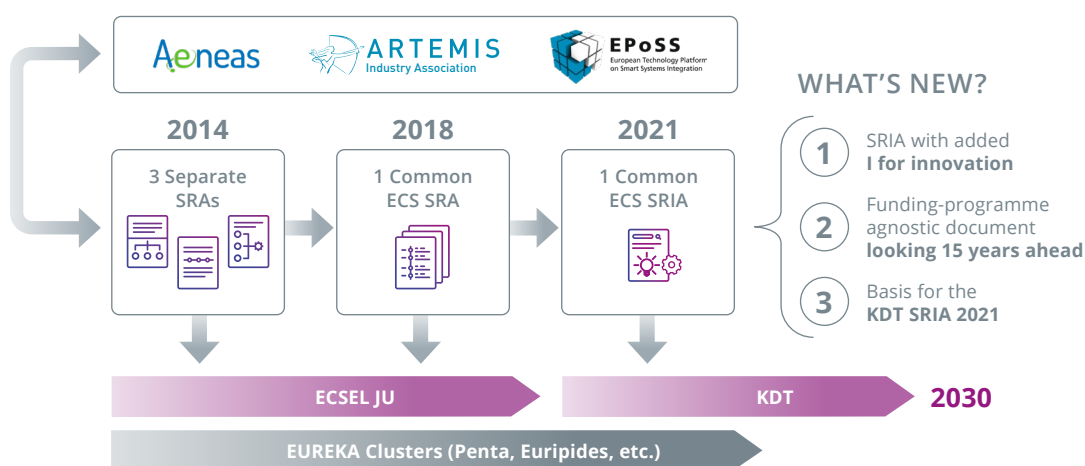 Aeneas
ARTEMIS
Industry Association
EPoSS
European Technology Platform
on Smart Systems Integration
WHAT'S NEW?
2014
2018
2021
3 Separate
SRAs
1 Common
ECS SRA
1 Common
ECS SRIA
1
SRIA with added
I for innovation
2
Funding-programme
agnostic document
looking 15 years ahead
3
Basis for the
KDT SRIA 2021
ECSEL JU
KDT
2030
EUREKA Clusters (Penta, Euripides, etc.)